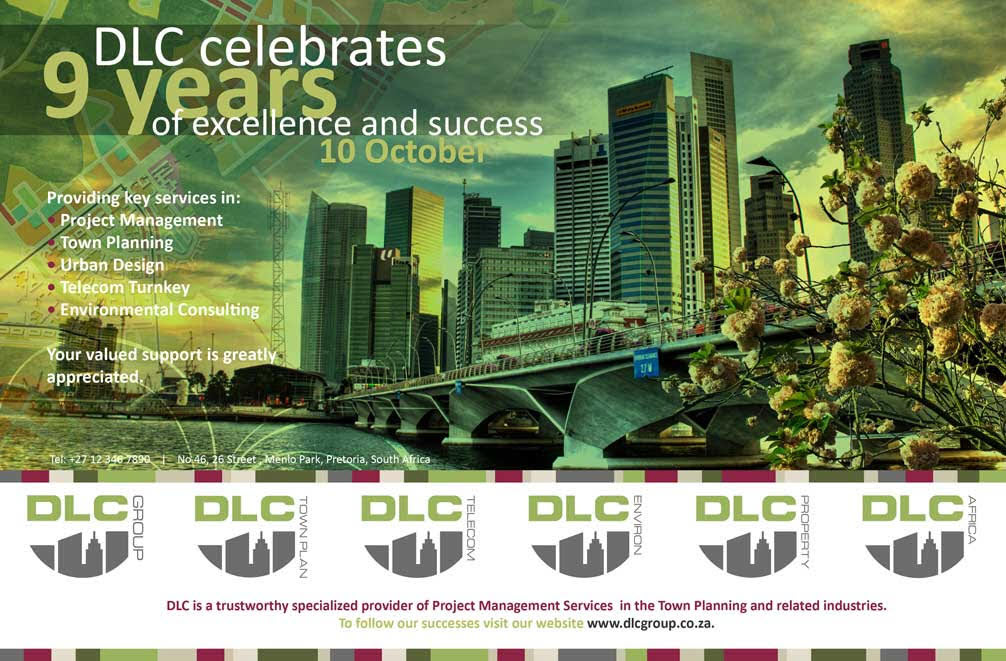 DLC celebrates
9 years
of excellence and success
10 October
Providing key services in:
• Project Management
• Town Planning
• Urban Design
• Telecom Turnkey
• Environmental Consulting
Your valued support is greatly
appreciated.
Tel: +27 12 346 7890 | No.46, 26 Street , Menlo Park, Pretoria, South Africa
DLC GROUP
DLC TOWN PLAN
DLC TELECOM
DLC ENVIRON
DLC PROPERTY
DLC AFRICA
DLC is a trustworthy specialized provider of Project Management Services in the Town Planning and related industries.
To follow our successes visit our website www.dlcgroup.co.za.